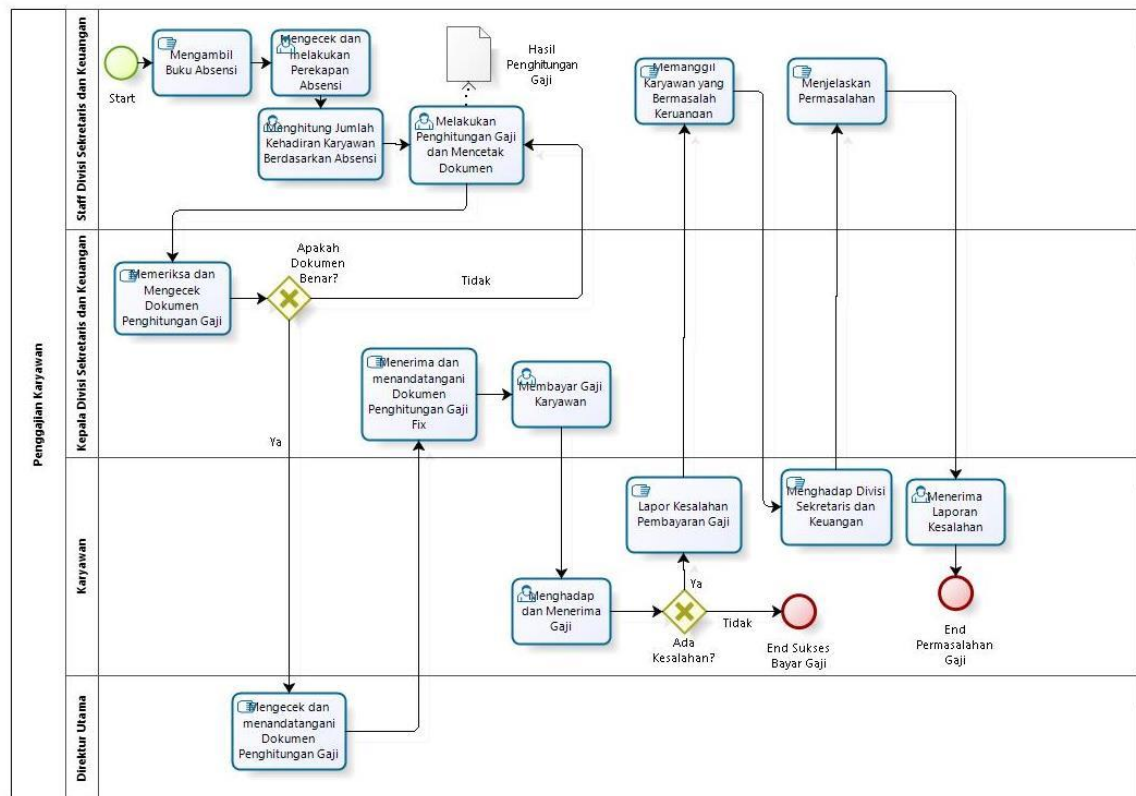 Penggajian Karyawan
Staff Divisi Sekretaris dan Keuangan
Start
Mengambil
Buku Absensi
Mengecek dan
melakukan
Perekapan
Absensi
Menghitung Jumlah
Kehadiran Karyawan
Berdasarkan Absensi
Hasil
Penghitungan
Gaji
Melakukan
Penghitungan Gaji
dan Mencetak
Dokumen
Memanggil
Karyawan yang
Bermasalah
Keruangan
Menjelaskan
Permasalahan
Kepala Divisi Sekretaris dan Keuangan
Memeriksa dan
Mengecek
Dokumen
Penghitungan Gaji
Apakah
Dokumen
Benar?
Tidak
Ya
Menerima dan
menandatangani
Dokumen
Penghitungan Gaji
Fix
Membayar Gaji
Karyawan
Karyawan
Menghadap
dan Menerima
Gaji
Ada
Kesalahan?
Ya
Tidak
Lapor Kesalahan
Pembayaran Gaji
End Sukses
Bayar Gaji
Menghadap Divisi
Sekretaris dan
Keuangan
Menerima
Laporan
Kesalahan
End
Permasalahan
Gaji
Direktur Utama
Mengecek dan
menandatangani
Dokumen
Penghitungan Gaji